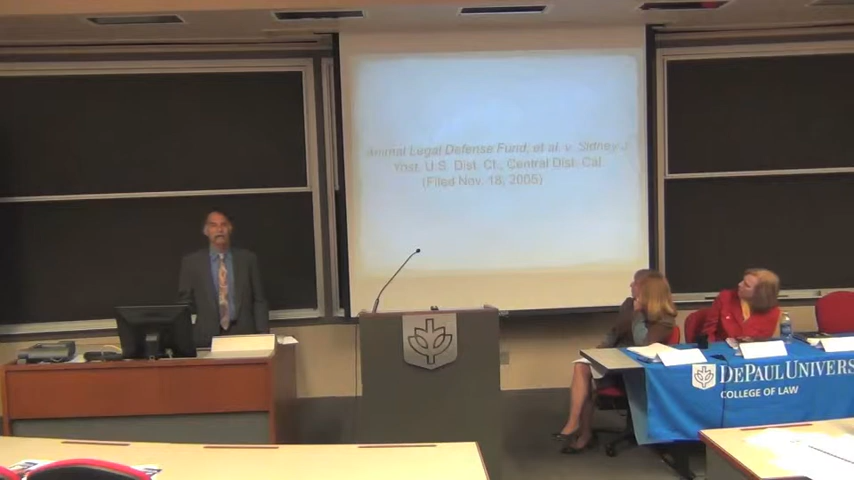 Animal Legal Defense Fund, et al. v. Sidney J.
Yost, U.S. Dist. Ct., Central Dist. Cal.
(Filed Nov. 18, 2005)
DEPAUL UNIVERS
COLLEGE OF LAW